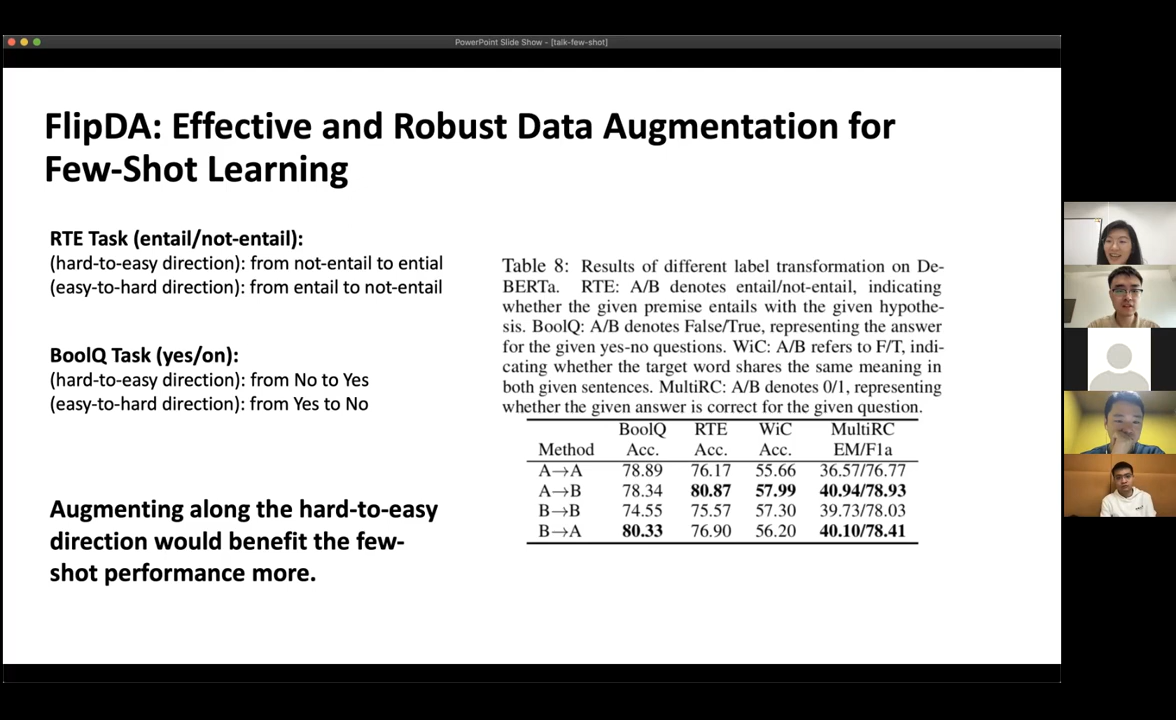 PowerPoint Slide Show - [talk-few-shot]
FlipDA: Effective and Robust Data Augmentation for
Few-Shot Learning
RTE Task (entail/not-entail):
(hard-to-easy direction): from not-entail to ential
(easy-to-hard direction): from entail to not-entail
BoolQ Task (yes/on):
(hard-to-easy direction): from No to Yes
(easy-to-hard direction): from Yes to No
Augmenting along the hard-to-easy
direction would benefit the few-
shot performance more.
Table 8: Results of different label transformation on De-
BERTa. RTE: A/B denotes entail/not-entail, indicating
whether the given premise entails with the given hypothe-
sis. BoolQ: A/B denotes False/True, representing the answer
for the given yes-no questions. WiC: A/B refers to F/T, indi-
cating whether the target word shares the same meaning in
both given sentences. MultiRC: A/B denotes 0/1, representing
whether the given answer is correct for the given question.
BoolQ RTE WiC MultiRC
Method Acc. Acc. Acc. EM/F1a
A→A 78.89 76.17 55.66 36.57/76.77
A→B 78.34 80.87 57.99 40.94/78.93
B→B 74.55 75.57 57.30 39.73/78.03
B→A 80.33 76.90 56.20 40.10/78.41